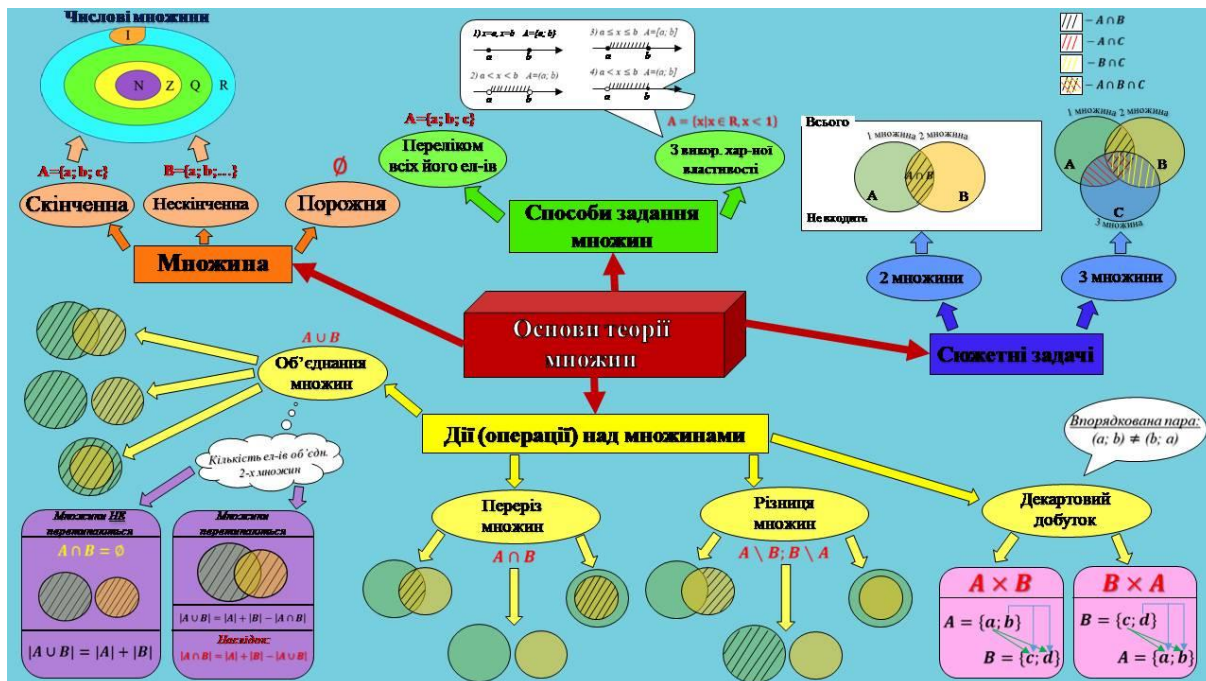 Числові множини
I
N
Z
Q
R
A={a; b; c}
B={a; b;...}
∅
Скінченна
Нескінченна
Порожня
Множина
1) x=a, x=b A={a; b}
a b
2) a < x < b A=(a; b)
a b
3) a ≤ x ≤ b A=[a; b]
a b
4) a < x ≤ b A=(a; b]
a b
A={a; b; c}
Переліком
всіх його ел-ів
A = {x|x ∈ R, x < 1}
З викор. хар-ної
властивості
Способи задання
множин
– A ∩ B
– A ∩ C
– B ∩ C
– A ∩ B ∩ C
Всього
1 множина 2 множина
A
A∩B
B
Не входить
1 множина 2 множина
A
B
C
3 множина
2 множини
3 множини
Сюжетні задачі
Основи теорії
множин
A ∪ B
Об’єднання
множин
Кількість ел-ів об’єдн.
2-х множин
Множини НЕ
перетинаються
A ∩ B = ∅
|A ∪ B| = |A| + |B|
Множини
перетинаються
|A ∪ B| = |A| + |B| − |A ∩ B|
Наслідок:
|A ∩ B| = |A| + |B| − |A ∪ B|
Дії (операції) над множинами
Переріз
множин
A ∩ B
Різниця
множин
A \ B; B \ A
Впорядкована пара:
(a; b) ≠ (b; a)
Декартовий
добуток
A × B
A = {a; b}
B = {c; d}
B × A
B = {c; d}
A = {a; b}